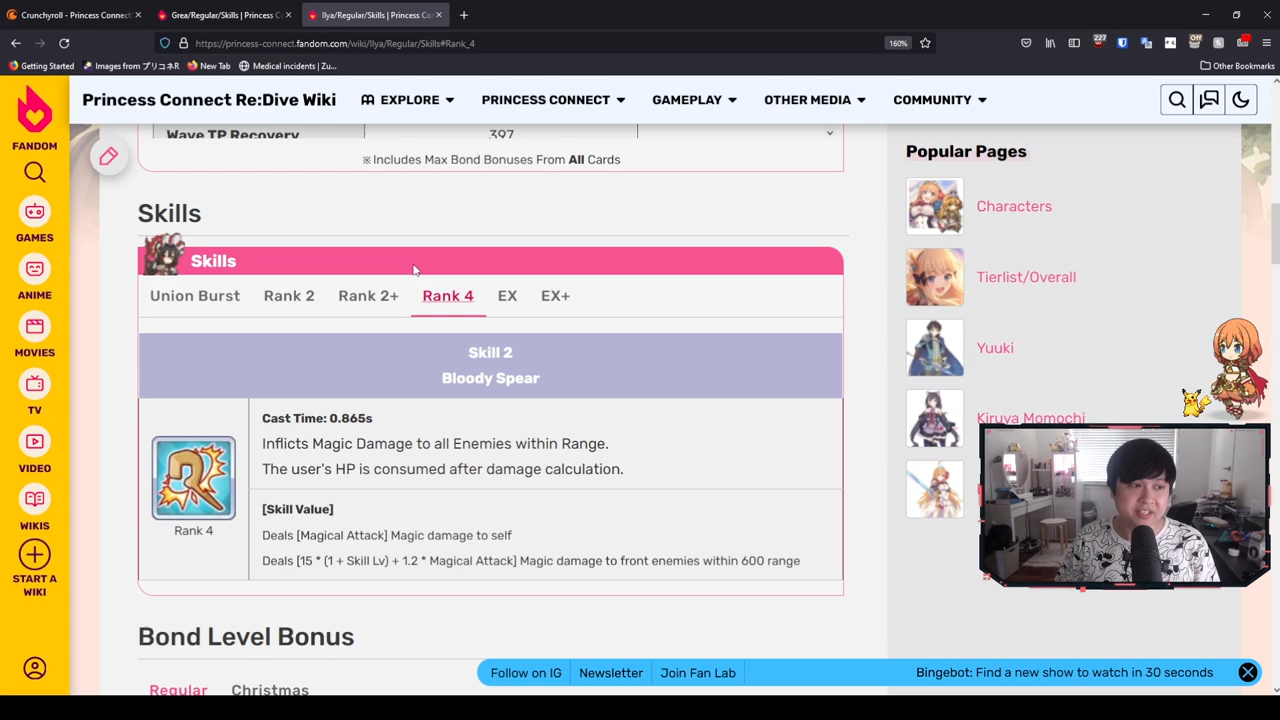 Crunchyroll - Princess Connect!
Grea/Regular/Skills | Princess Co
Ilya/Regular/Skills | Princess Con
https://princess-connect.fandom.com/wiki/Ilya/Regular/Skills#Rank_4
160%
227
Off
Getting Started
Images from プリコネR
New Tab
Medical incidents | Zu...
Other Bookmarks
FANDOM
GAMES
ANIME
MOVIES
TV
VIDEO
WIKIS
START A
WIKI
Princess Connect Re:Dive Wiki
EXPLORE
PRINCESS CONNECT
GAMEPLAY
OTHER MEDIA
COMMUNITY
Wave TP Recovery
397
※Includes Max Bond Bonuses From All Cards
Skills
Skills
Union Burst
Rank 2
Rank 2+
Rank 4
EX
EX+
Skill 2
Bloody Spear
Rank 4
Cast Time: 0.865s
Inflicts Magic Damage to all Enemies within Range.
The user's HP is consumed after damage calculation.
[Skill Value]
Deals [Magical Attack] Magic damage to self
Deals [15 * (1 + Skill Lv) + 1.2 * Magical Attack] Magic damage to front enemies within 600 range
Bond Level Bonus
Regular
Christmas
Popular Pages
Characters
Tierlist/Overall
Yuuki
Kiruya Momochi
Follow on IG
Newsletter
Join Fan Lab
Bingebot: Find a new show to watch in 30 seconds